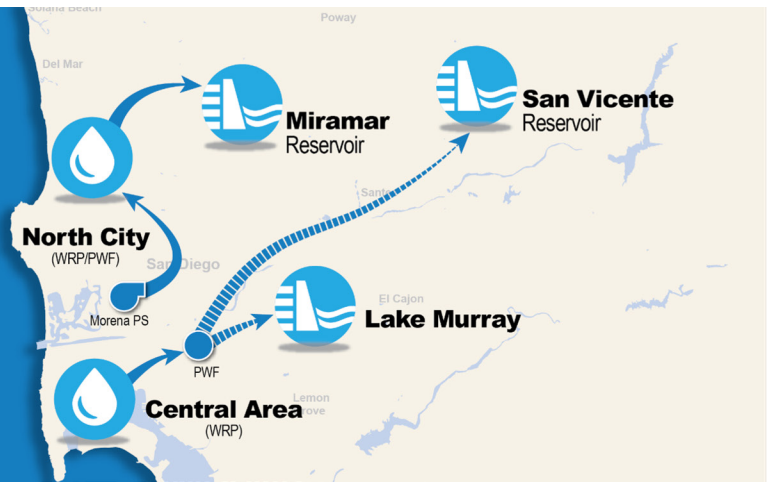 Solana Beach
Poway
Del Mar
San Vicente
Reservoir
Miramar
Reservoir
Santee
North City
(WRP/PWF)
San Diego
El Cajon
Morena PS
Lake Murray
PWF
Lemon
Grove
Central Area
(WRP)